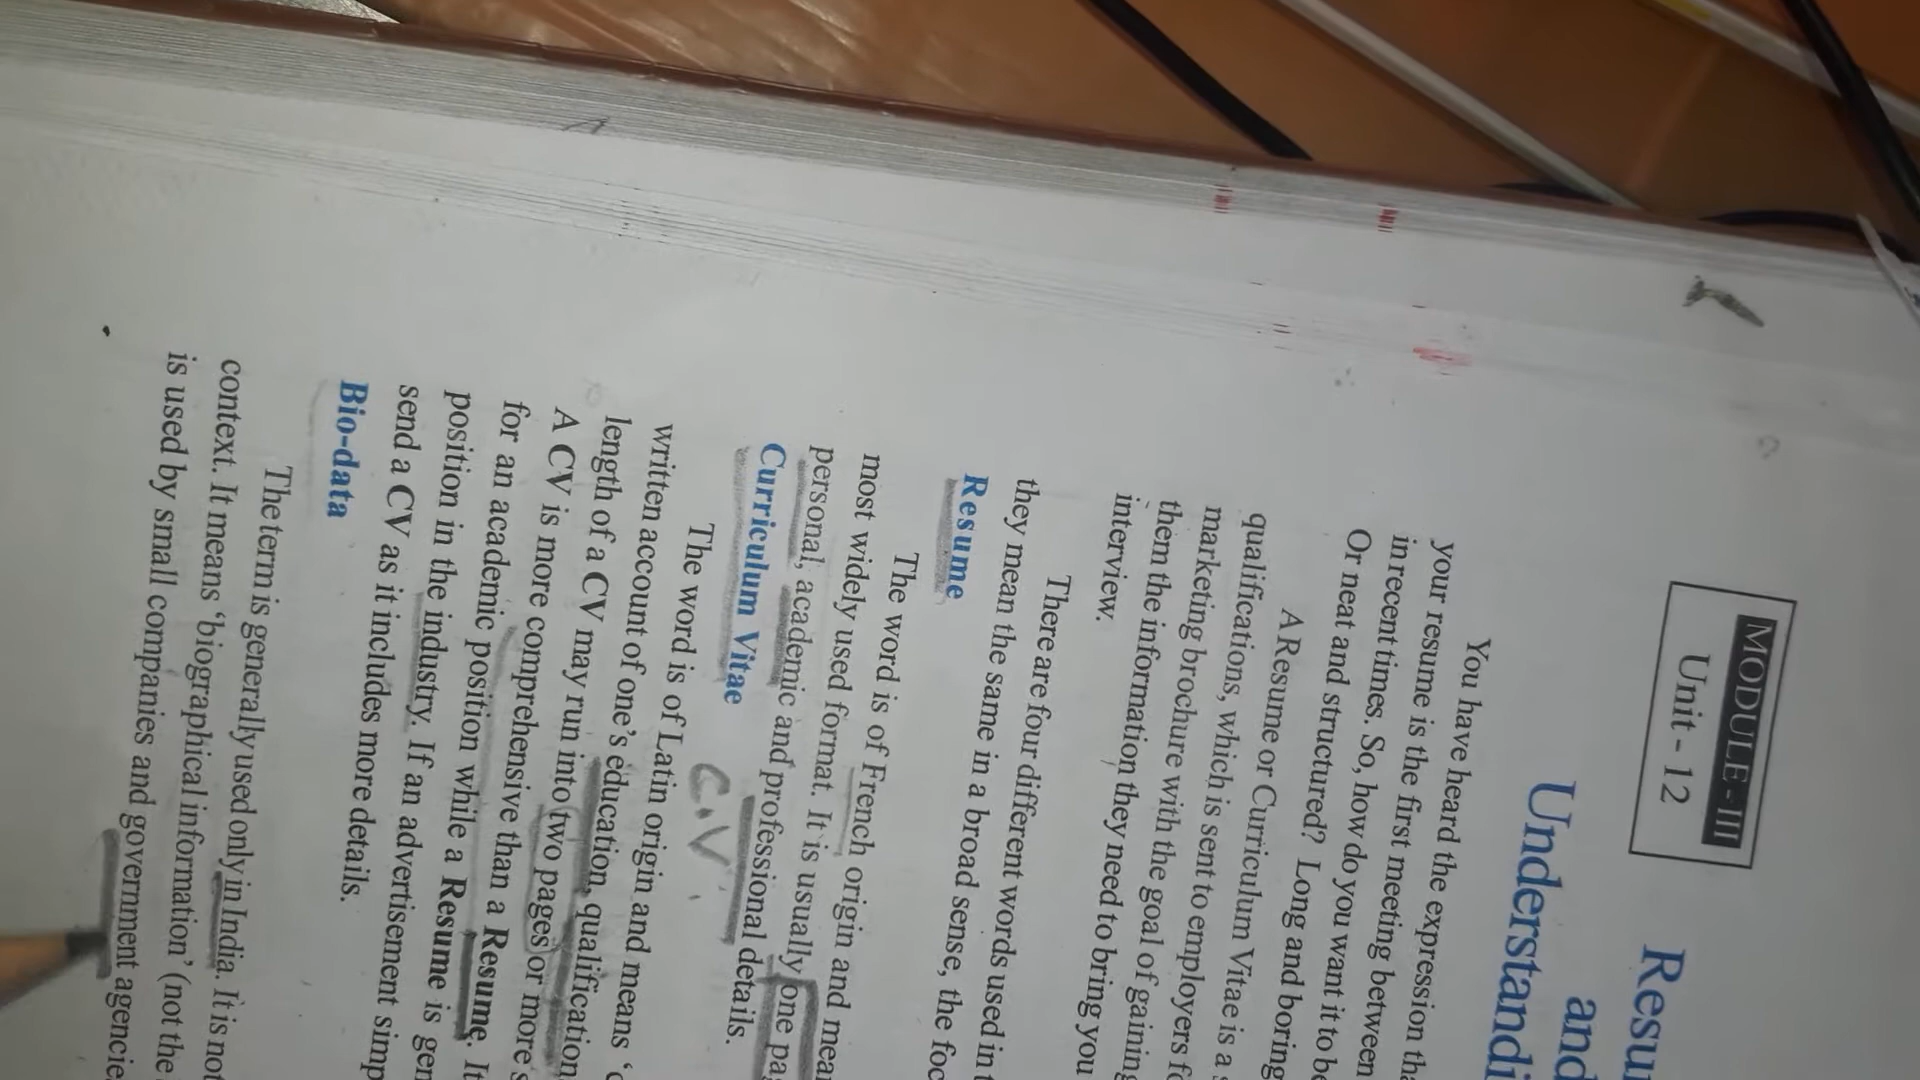 MODULE - III
Unit - 12
Resu
and
Understandi
You have heard the expression tha
your resume is the first meeting between
in recent times. So, how do you want it to be
Or neat and structured? Long and boring
A Resume or Curriculum Vitae is a
qualifications, which is sent to employers
marketing brochure with the goal of gaining
them the information they need to bring you
interview.
There are four different words used in t
they mean the same in a broad sense, the foc
Resume
The word is of French origin and mean
most widely used format. It is usually one pa
personal, academic and professional details.
Curriculum Vitae
C.V.
The word is of Latin origin and means ‘c
written account of one’s education, qualification
length of a CV may run into two pages or more
A CV is more comprehensive than a Resume. It
for an academic position while a Resume is gen
position in the industry. If an advertisement simp
send a CV as it includes more details.
Bio-data
The term is generally used only in India. It is not
context. It means ‘biographical information’ (not the
is used by small companies and government agencie